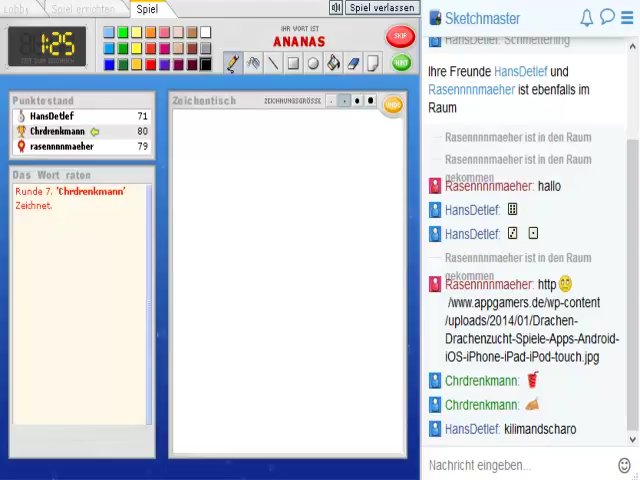 Lobby
Spiel errichten
Spiel
Spiel verlassen
1:25
IHR WORT IST
ANANAS
SKIP
Punktestand
HansDetlef 71
Chrdrenkmann 80
rasennnnmaeher 79
Das Wort raten
Runde 7. 'Chrdrenkmann'
Zeichnet.
Zeichentisch
ZEICHNUNGSGRÖSSE
Sketchmaster
HansDetlef: Schmetterling
Ihre Freunde HansDetlef und
Rasennnnmaeher ist ebenfalls im
Raum
Rasennnnmaeher ist in den Raum
Rasennnnmaeher ist in den Raum
gekommen
Rasennnnmaeher: hallo
HansDetlef:
HansDetlef:
Rasennnnmaeher ist in den Raum
gekommen
Rasennnnmaeher: http
/www.appgamers.de/wp-content
/uploads/2014/01/Drachen-
Drachenzucht-Spiele-Apps-Android-
iOS-iPhone-iPad-iPod-touch.jpg
Chrdrenkmann:
Chrdrenkmann:
HansDetlef: kilimandscharo
Nachricht eingeben...